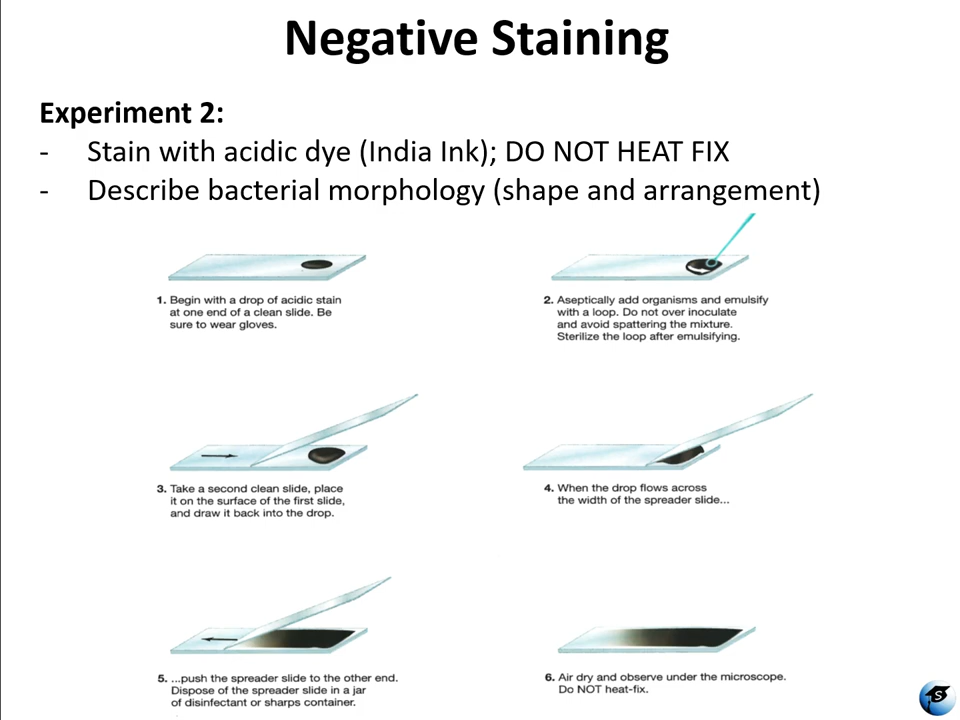 Negative Staining
Experiment 2:
- Stain with acidic dye (India Ink); DO NOT HEAT FIX
- Describe bacterial morphology (shape and arrangement)
1. Begin with a drop of acidic stain
at one end of a clean slide. Be
sure to wear gloves.
2. Aseptically add organisms and emulsify
with a loop. Do not over inoculate
and avoid spattering the mixture.
Sterilize the loop after emulsifying.
3. Take a second clean slide, place
it on the surface of the first slide,
and draw it back into the drop.
4. When the drop flows across
the width of the spreader slide...
5. ...push the spreader slide to the other end.
Dispose of the spreader slide in a jar
of disinfectant or sharps container.
6. Air dry and observe under the microscope.
Do NOT heat-fix.
S